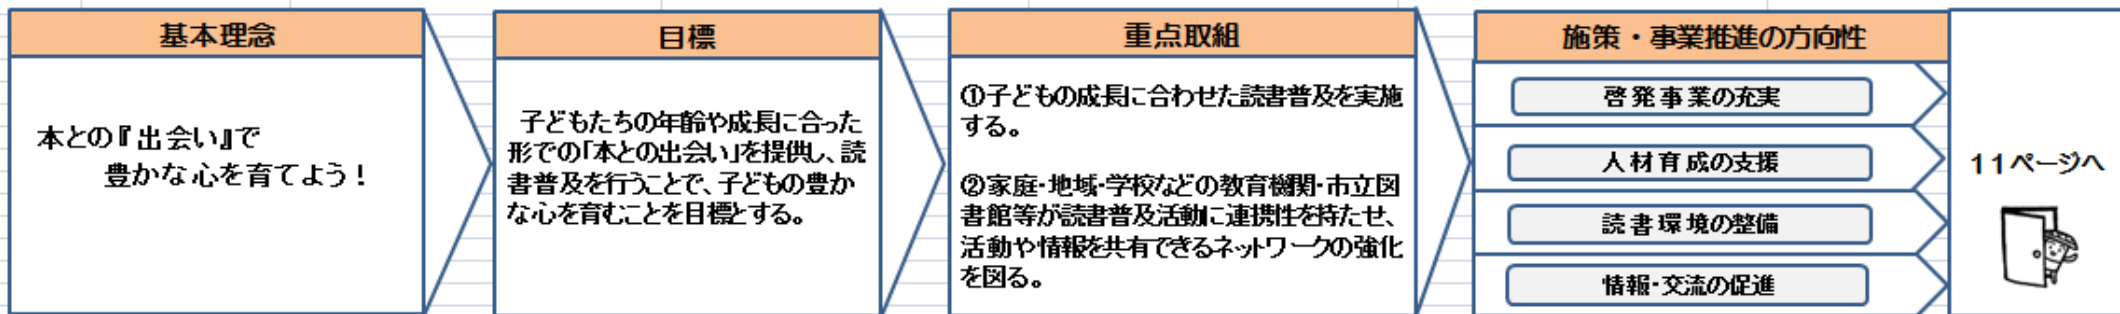 基本理念
本との『出会い』で
豊かな心を育てよう！
目標
子どもたちの年齢や成長に合った
形での「本との出会い」を提供し、読
書普及を行うことで、子どもの豊か
な心を育むことを目標とする。
重点取組
①子どもの成長に合わせた読書普及を実施
する。
②家庭・地域・学校などの教育機関・市立図
書館等が読書普及活動に連携性を持たせ、
活動や情報を共有できるネットワークの強化
を図る。
施策・事業推進の方向性
啓発事業の充実
人材育成の支援
読書環境の整備
情報・交流の促進
11ページへ